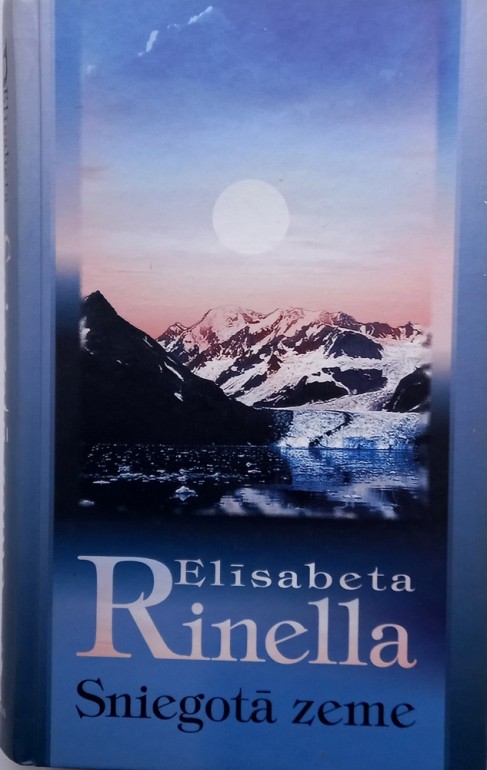 Elīsabeta
Rinella
Sniegotā zeme